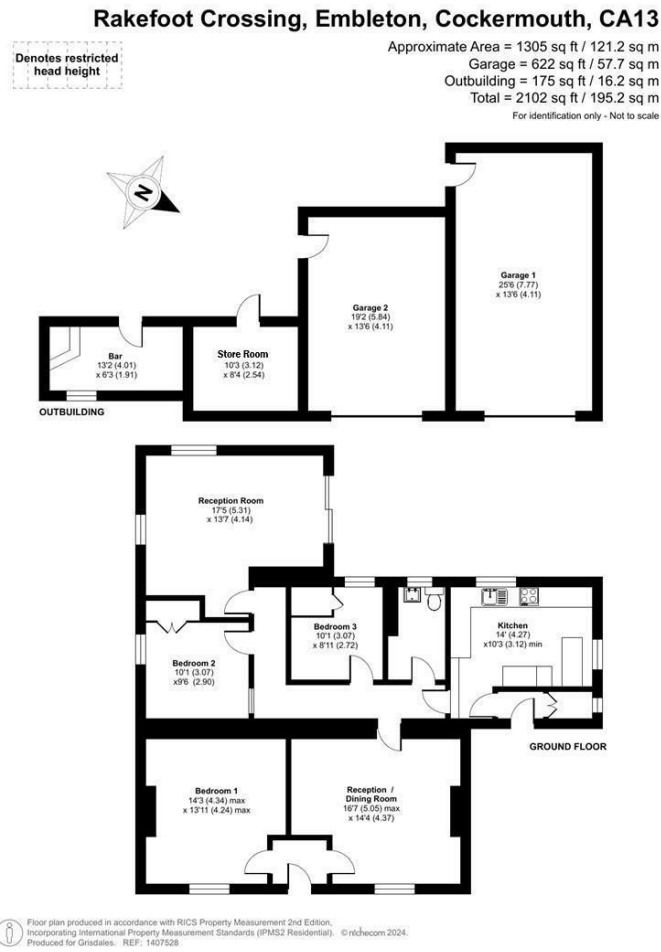 Rakefoot Crossing, Embleton, Cockermouth, CA13
Approximate Area = 1305 sq ft / 121.2 sq m
Garage = 622 sq ft / 57.7 sq m
Outbuilding = 175 sq ft / 16.2 sq m
Total = 2102 sq ft / 195.2 sq m
For identification only - Not to scale
Denotes restricted
head height
N
Garage 1
25'6 (7.77)
x 13'6 (4.11)
Garage 2
19'2 (5.84)
x 13'6 (4.11)
Store Room
10'3 (3.12)
x 8'4 (2.54)
Bar
13'2 (4.01)
x 6'3 (1.91)
OUTBUILDING
Reception Room
17'5 (5.31)
x 13'7 (4.14)
Bedroom 3
10'1 (3.07)
x 8'11 (2.72)
Kitchen
14' (4.27)
x10'3 (3.12) min
Bedroom 2
10'1 (3.07)
x9'6 (2.90)
GROUND FLOOR
Bedroom 1
14'3 (4.34) max
x 13'11 (4.24) max
Reception /
Dining Room
16'7 (5.05) max
x 14'4 (4.37)
Floor plan produced in accordance with RICS Property Measurement 2nd Edition,
Incorporating International Property Measurement Standards (IPMS2 Residential). © nichecom 2024.
Produced for Grisdales. REF: 1407528